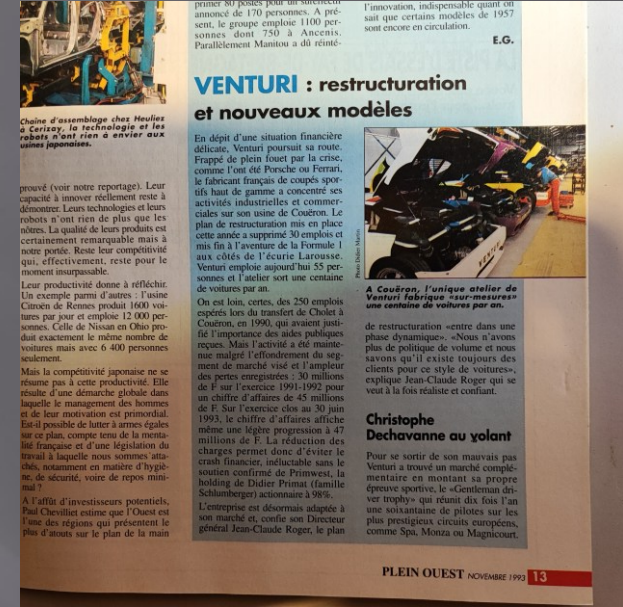 Chaîne d'assemblage chez Heuliez
à Cerizay, la technologie et les
robots n'ont rien à envier aux
usines japonaises.
prouvé (voir notre reportage). Leur
capacité à innover réellement reste à
démontrer. Leurs technologies et leurs
robots n'ont rien de plus que les
nôtres. La qualité de leurs produits est
certainement remarquable mais à
notre portée. Reste leur compétitivité
qui, effectivement, reste pour le
moment insurpassable.
Leur productivité donne à réfléchir.
Un exemple parmi d'autres : l'usine
Citroën de Rennes produit 1600 voi-
tures par jour et emploie 12 000 per-
sonnes. Celle de Nissan en Ohio pro-
duit exactement le même nombre de
voitures mais avec 6 400 personnes
seulement.
Mais la compétitivité japonaise ne se
résume pas à cette productivité. Elle
résulte d'une démarche globale dans
laquelle le management des hommes
et de leur motivation est primordial.
Est-il possible de lutter à armes égales
sur ce plan, compte tenu de la menta-
lité française et d'une législation du
travail à laquelle nous sommes atta-
chés, notamment en matière d'hygiè-
ne, de sécurité, voire de repos mini-
mal ?
A l'affût d'investisseurs potentiels,
Paul Chevilliet estime que l'Ouest est
l'une des régions qui présentent le
plus d'atouts sur le plan de la main
primer 80 postes pour un sureffectif
annoncé de 170 personnes. A pré-
sent, le groupe emploie 1100 per-
sonnes dont 750 à Ancenis.
Parallèlement Manitou a dû réinté-
l'innovation, indispensable quant on
sait que certains modèles de 1957
sont encore en circulation.
E.G.
VENTURI : restructuration
et nouveaux modèles
En dépit d'une situation financière
délicate, Venturi poursuit sa route.
Frappé de plein fouet par la crise,
comme l'ont été Porsche ou Ferrari,
le fabricant français de coupés spor-
tifs haut de gamme a concentré ses
activités industrielles et commer-
ciales sur son usine de Couëron. Le
plan de restructuration mis en place
cette année a supprimé 30 emplois et
mis fin à l'aventure de la Formule 1
aux côtés de l'écurie Larousse.
Venturi emploie aujourd'hui 55 per-
sonnes et l'atelier sort une centaine
de voitures par an.
On est loin, certes, des 250 emplois
espérés lors du transfert de Cholet à
Couëron, en 1990, qui avaient justi-
fié l'importance des aides publiques
reçues. Mais l'activité a été mainte-
nue malgré l'effondrement du seg-
ment de marché visé et l'ampleur
des pertes enregistrées : 30 millions
de F sur l'exercice 1991-1992 pour
un chiffre d'affaires de 45 millions
de F. Sur l'exercice clos au 30 juin
1993, le chiffre d'affaires affiche
même une légère progression à 47
millions de F. La réduction des
charges permet donc d'éviter le
crash financier, inéluctable sans le
soutien confirmé de Primwest, la
holding de Didier Primat (famille
Schlumberger) actionnaire à 98%.
L'entreprise est désormais adaptée à
son marché et, confie son Directeur
général Jean-Claude Roger, le plan
Photo Didier Martin
VENTURI
A Couëron, l'unique atelier de
Venturi fabrique «sur-mesures»
une centaine de voitures par an.
de restructuration «entre dans une
phase dynamique». «Nous n'avons
plus de politique de volume et nous
savons qu'il existe toujours des
clients pour ce style de voitures»,
explique Jean-Claude Roger qui se
veut à la fois réaliste et confiant.
Christophe
Dechavanne au volant
Pour se sortir de son mauvais pas
Venturi a trouvé un marché complé-
mentaire en montant sa propre
épreuve sportive, le «Gentleman dri-
ver trophy» qui réunit dix fois l'an
une soixantaine de pilotes sur les
plus prestigieux circuits européens,
comme Spa, Monza ou Magnicourt.
PLEIN OUEST NOVEMBRE 1993 13